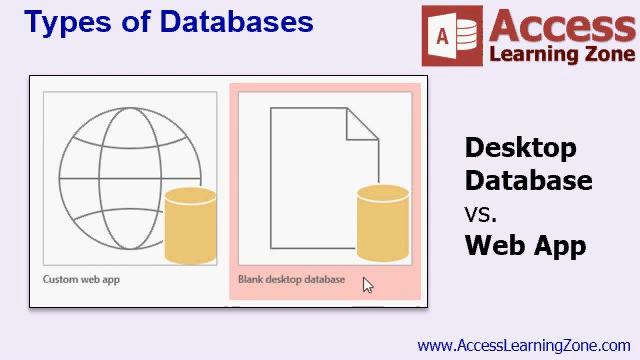 Types of Databases
A
Access
Learning Zone
Custom web app
Blank desktop database
Desktop
Database
vs.
Web App
www.AccessLearningZone.com